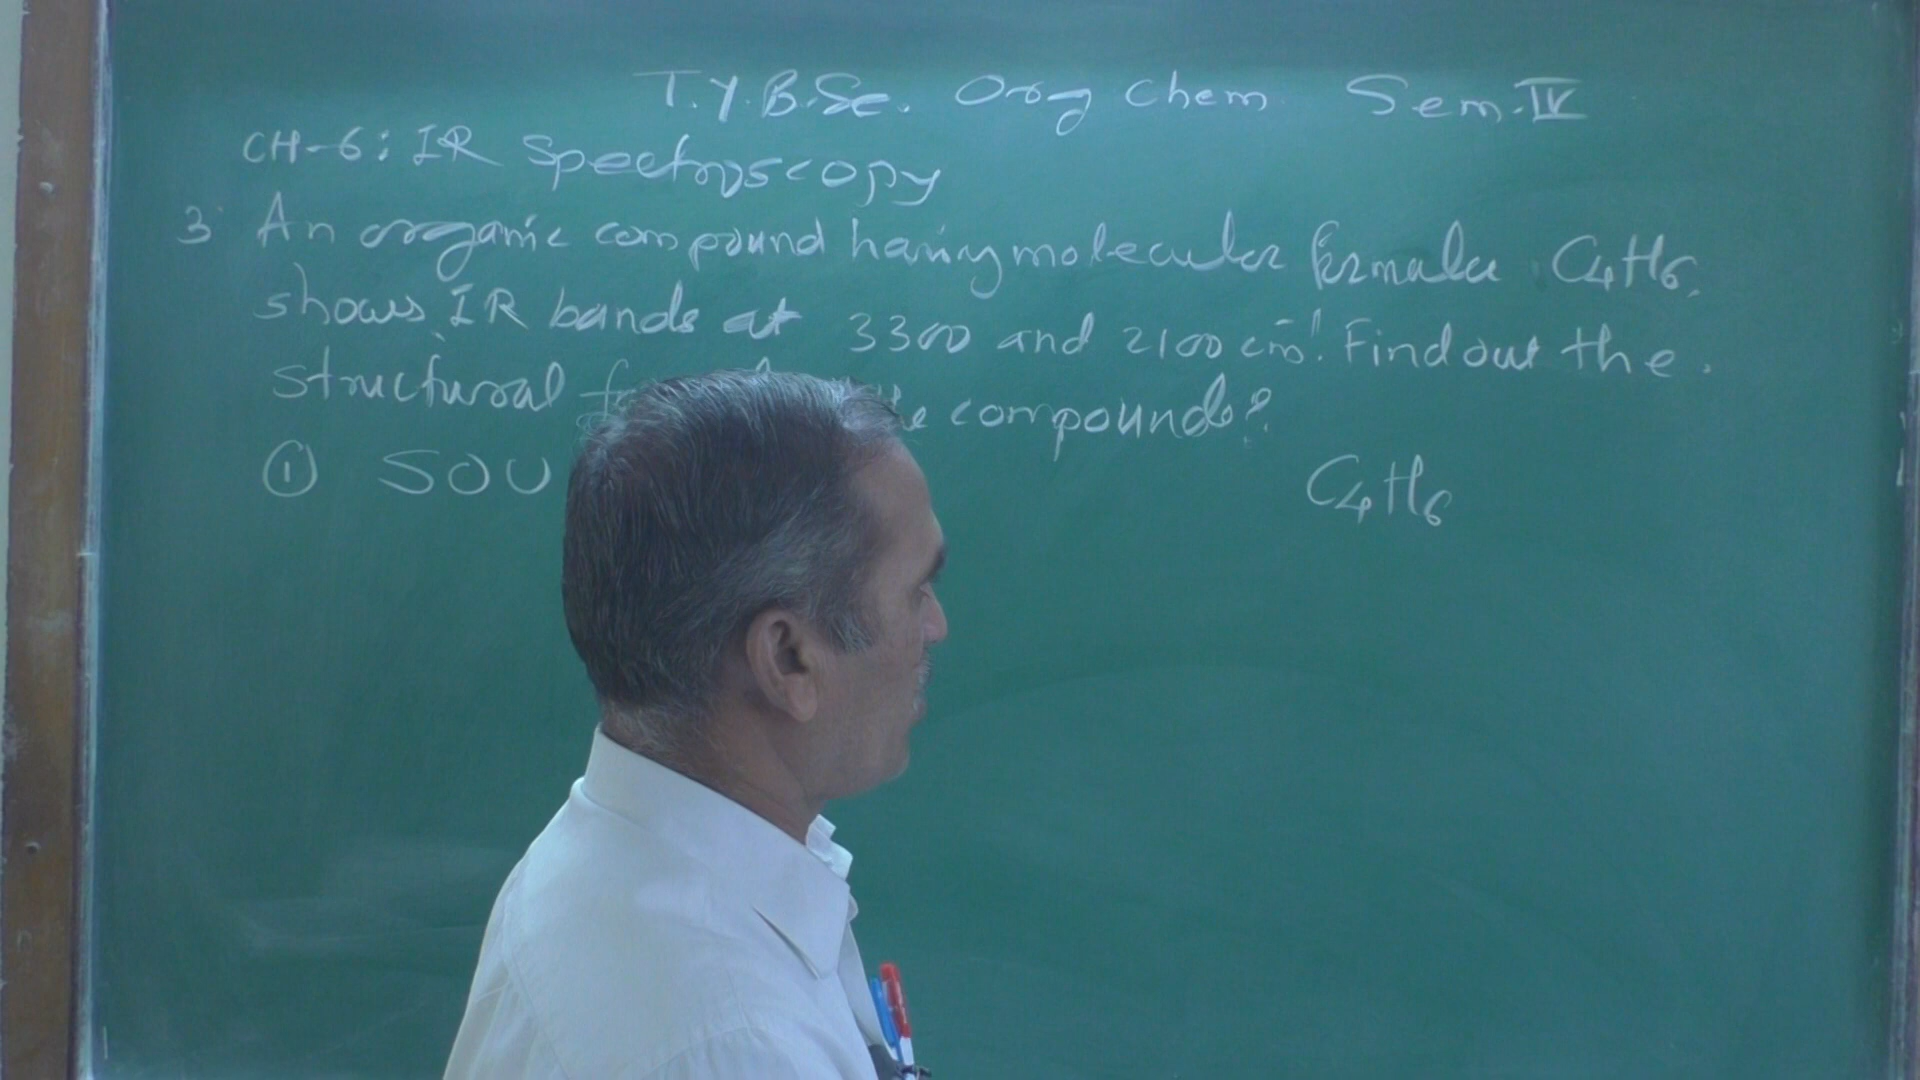 T.Y.B.Sc. Org Chem Sem. IV
CH-6: IR Spectroscopy
3 An organic compound having molecular formula C4H6,
shows IR bands at 3300 and 2100 cm-1. Find out the.
structural compound?
① SOU C4H6